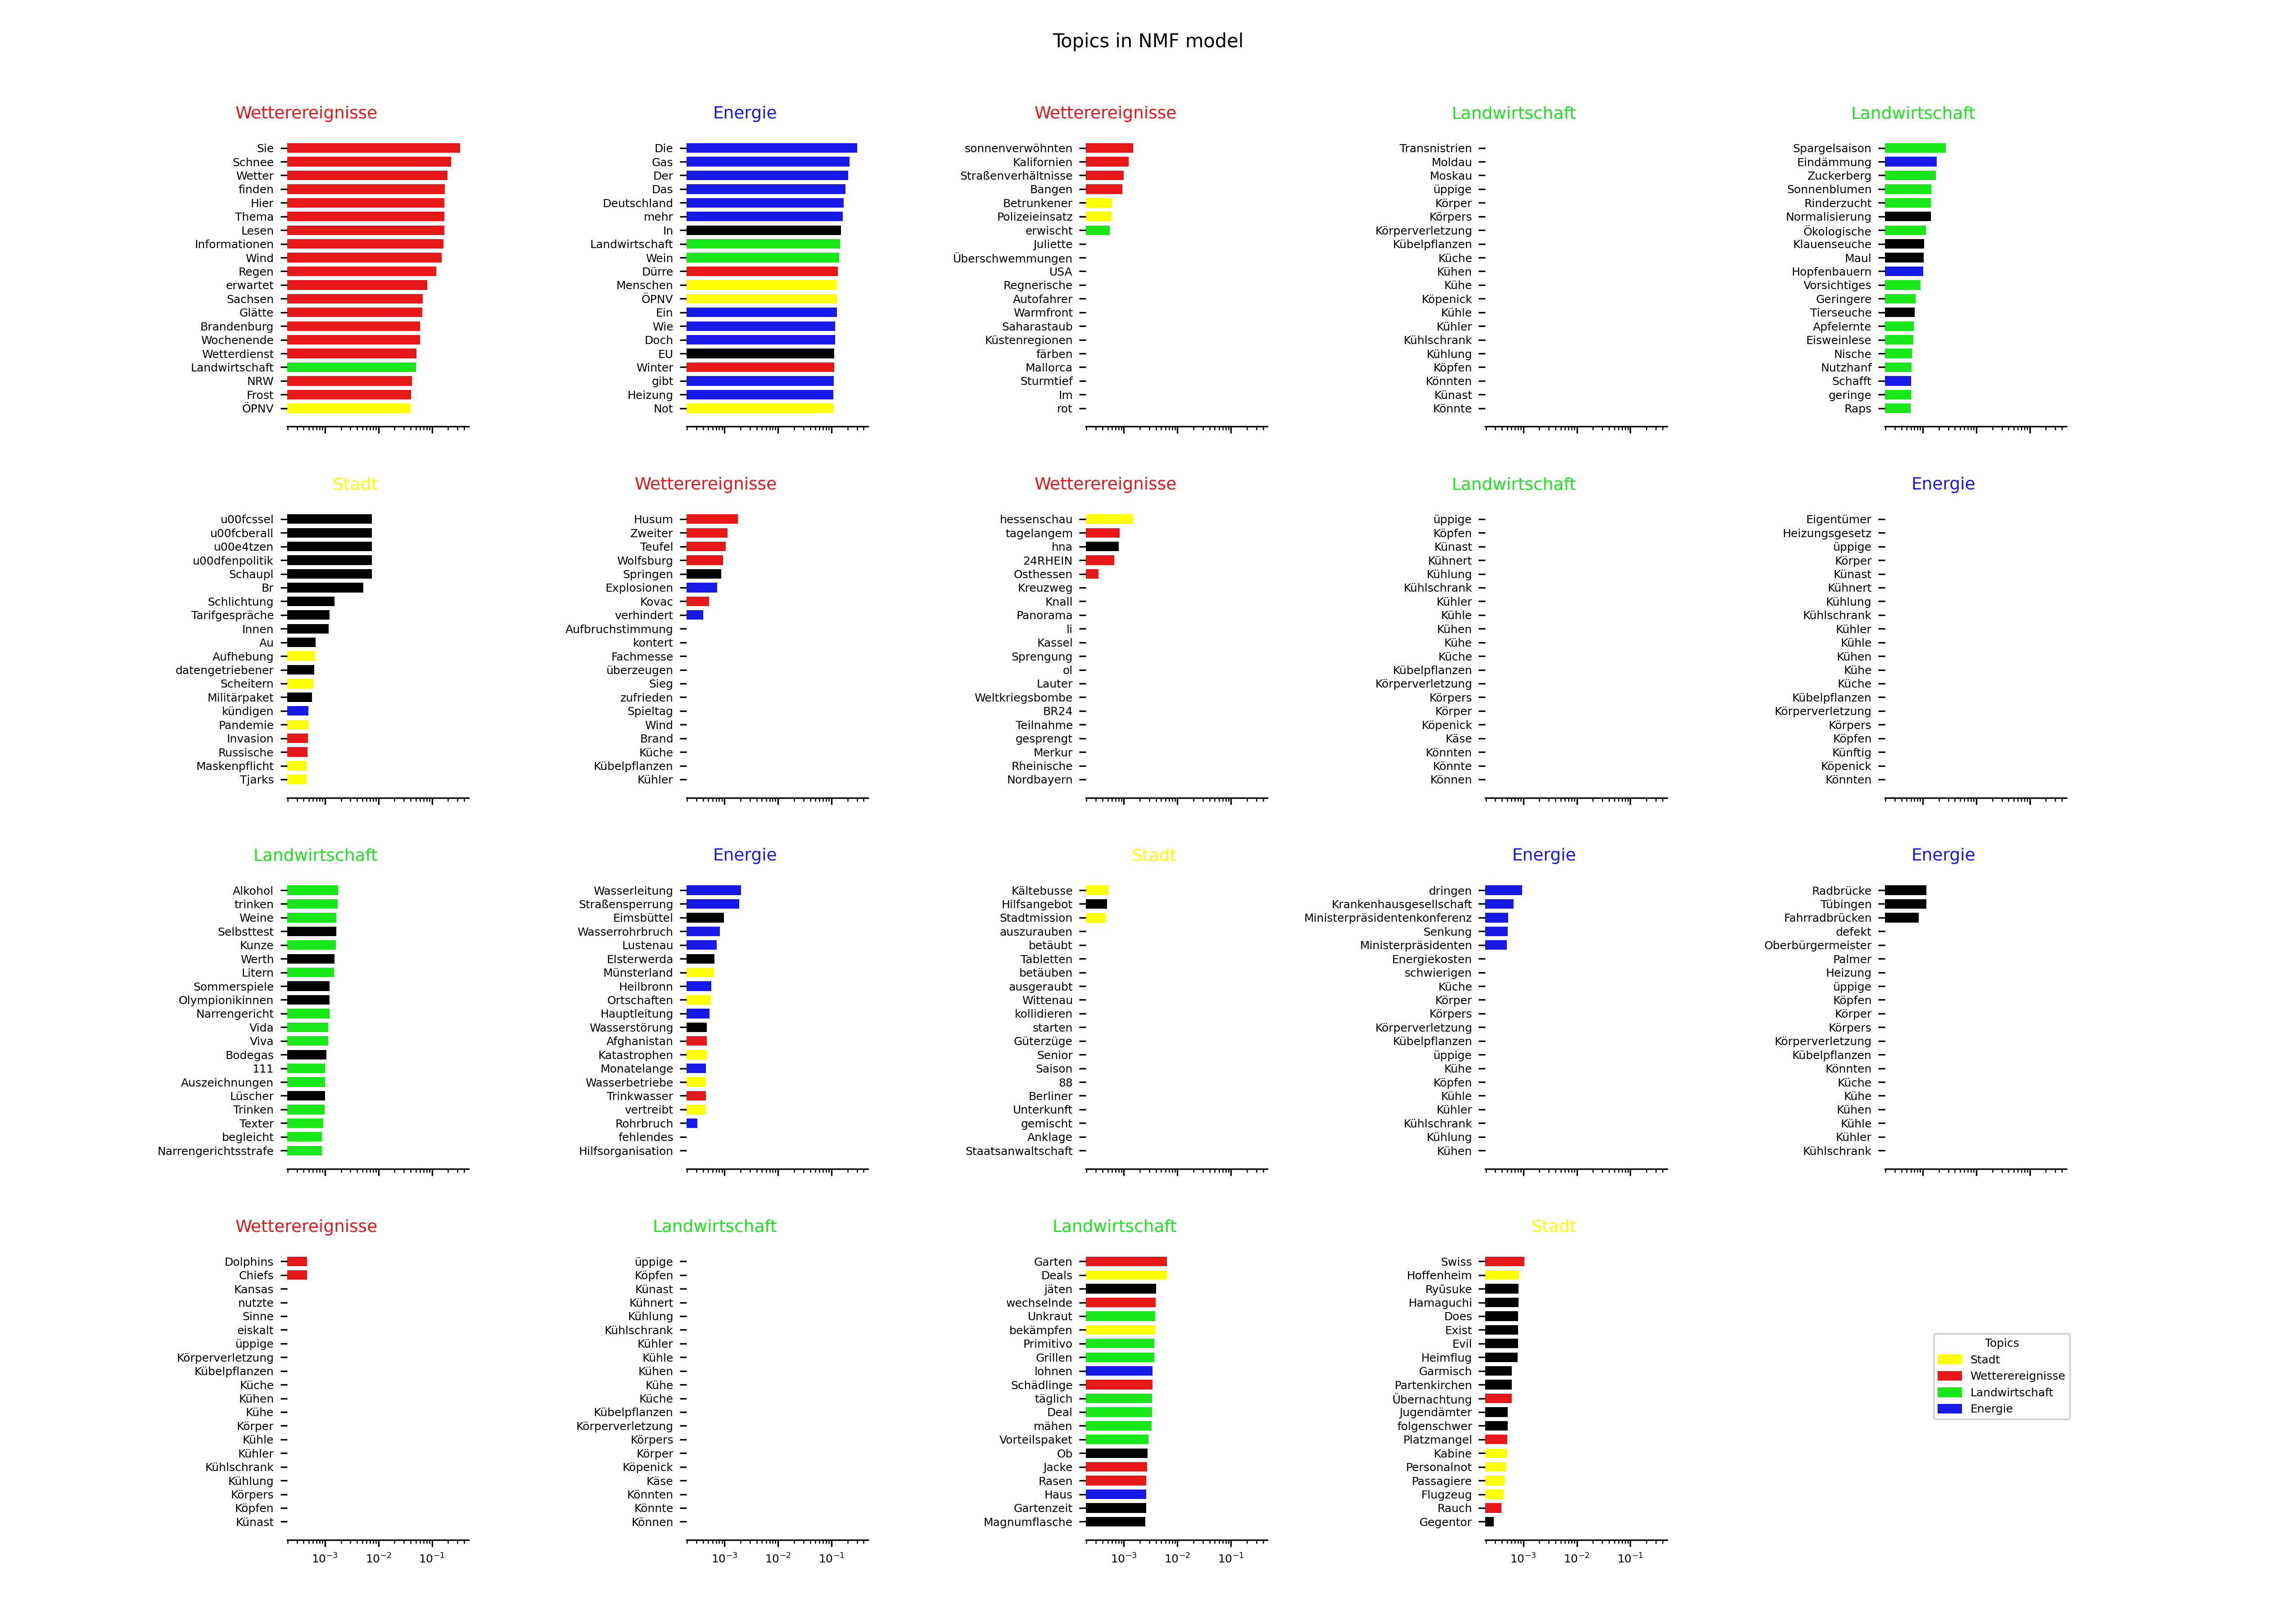 Topics in NMF model
Wetterereignisse
Sie
Schnee
Wetter
finden
Hier
Thema
Lesen
Informationen
Wind
Regen
erwartet
Sachsen
Glätte
Brandenburg
Wochenende
Wetterdienst
Landwirtschaft
NRW
Frost
ÖPNV
Energie
Die
Gas
Der
Das
Deutschland
mehr
In
Landwirtschaft
Wein
Dürre
Menschen
ÖPNV
Ein
Wie
Doch
EU
Winter
gibt
Heizung
Not
Wetterereignisse
sonnenverwöhnten
Kalifornien
Straßenverhältnisse
Bangen
Betrunkener
Polizeieinsatz
erwischt
Juliette
Überschwemmungen
USA
Regnerische
Autofahrer
Warmfront
Saharastaub
Küstenregionen
färben
Mallorca
Sturmtief
Im
rot
Landwirtschaft
Transnistrien
Moldau
Moskau
üppige
Körper
Körpers
Körperverletzung
Kübelpflanzen
Küche
Kühen
Kühe
Köpenick
Kühle
Kühler
Kühlschrank
Kühlung
Köpfen
Könnten
Künast
Könnte
Landwirtschaft
Spargelsaison
Eindämmung
Zuckerberg
Sonnenblumen
Rinderzucht
Normalisierung
Ökologische
Klauenseuche
Maul
Hopfenbauern
Vorsichtiges
Geringere
Tierseuche
Apfelernte
Eisweinlese
Nische
Nutzhanf
Schafft
geringe
Raps
Stadt
u00fcssel
u00fcberall
u00e4tzen
u00dfenpolitik
Schaupl
Br
Schlichtung
Tarifgespräche
Innen
Au
Aufhebung
datengetriebener
Scheitern
Militärpaket
kündigen
Pandemie
Invasion
Russische
Maskenpflicht
Tjarks
Wetterereignisse
Husum
Zweiter
Teufel
Wolfsburg
Springen
Explosionen
Kovac
verhindert
Aufbruchstimmung
kontert
Fachmesse
überzeugen
Sieg
zufrieden
Spieltag
Wind
Brand
Küche
Kübelpflanzen
Kühler
Wetterereignisse
hessenschau
tagelangem
hna
24RHEIN
Osthessen
Kreuzweg
Knall
Panorama
li
Kassel
Sprengung
ol
Lauter
Weltkriegsbombe
BR24
Teilnahme
gesprengt
Merkur
Rheinische
Nordbayern
Landwirtschaft
üppige
Köpfen
Künast
Kühnert
Kühlung
Kühlschrank
Kühler
Kühle
Kühen
Kühe
Küche
Kübelpflanzen
Körperverletzung
Körpers
Körper
Köpenick
Käse
Könnten
Könnte
Können
Energie
Eigentümer
Heizungsgesetz
üppige
Körper
Künast
Kühnert
Kühlung
Kühlschrank
Kühler
Kühle
Kühen
Kühe
Küche
Kübelpflanzen
Körperverletzung
Körpers
Köpfen
Künftig
Köpenick
Könnten
Landwirtschaft
Alkohol
trinken
Weine
Selbsttest
Kunze
Werth
Litern
Sommerspiele
Olympionikinnen
Narrengericht
Vida
Viva
Bodegas
111
Auszeichnungen
Lüscher
Trinken
Texter
begleicht
Narrengerichtsstrafe
Energie
Wasserleitung
Straßensperrung
Eimsbüttel
Wasserrohrbruch
Lustenau
Elsterwerda
Münsterland
Heilbronn
Ortschaften
Hauptleitung
Wasserstörung
Afghanistan
Katastrophen
Monatelange
Wasserbetriebe
Trinkwasser
vertreibt
Rohrbruch
fehlendes
Hilfsorganisation
Stadt
Kältebusse
Hilfsangebot
Stadtmission
auszurauben
betäubt
Tabletten
betäuben
ausgeraubt
Wittenau
kollidieren
starten
Güterzüge
Senior
Saison
88
Berliner
Unterkunft
gemischt
Anklage
Staatsanwaltschaft
Energie
dringen
Krankenhausgesellschaft
Ministerpräsidentenkonferenz
Senkung
Ministerpräsidenten
Energiekosten
schwierigen
Küche
Körper
Körpers
Körperverletzung
Kübelpflanzen
üppige
Kühe
Köpfen
Kühle
Kühler
Kühlschrank
Kühlung
Kühen
Energie
Radbrücke
Tübingen
Fahrradbrücken
defekt
Oberbürgermeister
Palmer
Heizung
üppige
Köpfen
Körper
Körpers
Körperverletzung
Kübelpflanzen
Könnten
Küche
Kühe
Kühen
Kühle
Kühler
Kühlschrank
Wetterereignisse
Dolphins
Chiefs
Kansas
nutzte
Sinne
eiskalt
üppige
Körperverletzung
Kübelpflanzen
Küche
Kühen
Kühe
Körper
Kühle
Kühler
Kühlschrank
Kühlung
Körpers
Köpfen
Künast
10⁻³ 10⁻² 10⁻¹
Landwirtschaft
üppige
Köpfen
Künast
Kühnert
Kühlung
Kühlschrank
Kühler
Kühle
Kühen
Kühe
Küche
Kübelpflanzen
Körperverletzung
Körpers
Körper
Köpenick
Käse
Könnten
Könnte
Können
10⁻³ 10⁻² 10⁻¹
Landwirtschaft
Garten
Deals
jäten
wechselnde
Unkraut
bekämpfen
Primitivo
Grillen
lohnen
Schädlinge
täglich
Deal
mähen
Vorteilspaket
Ob
Jacke
Rasen
Haus
Gartenzeit
Magnumflasche
10⁻³ 10⁻² 10⁻¹
Stadt
Swiss
Hoffenheim
Ryūsuke
Hamaguchi
Does
Exist
Evil
Heimflug
Garmisch
Partenkirchen
Übernachtung
Jugendämter
folgenschwer
Platzmangel
Kabine
Personalnot
Passagiere
Flugzeug
Rauch
Gegentor
10⁻³ 10⁻² 10⁻¹
Topics
Stadt
Wetterereignisse
Landwirtschaft
Energie